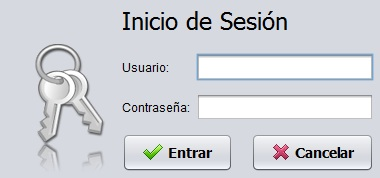 Inicio de Sesión
Usuario:
Contraseña:
Entrar Cancelar